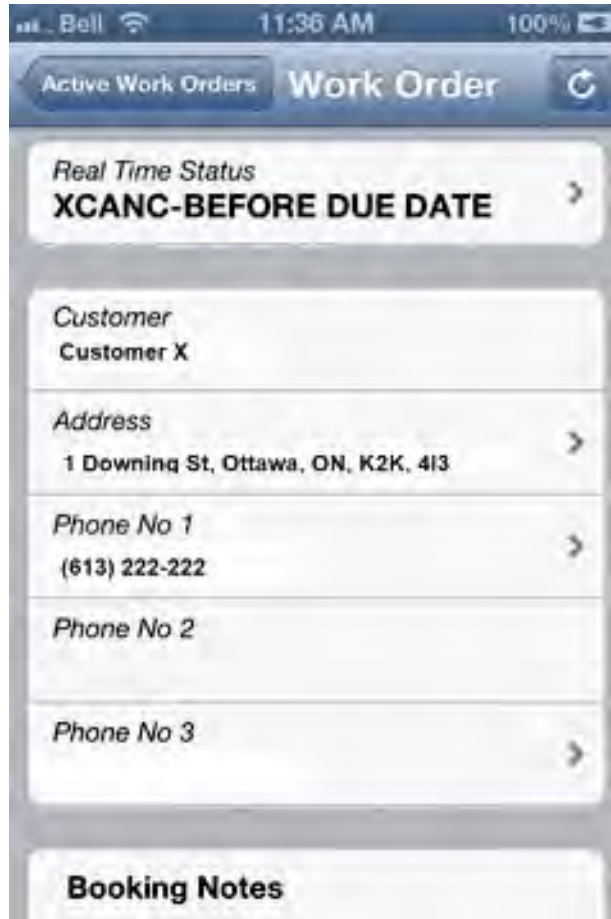 Bell 11:36 AM 100%
Active Work Orders Work Order
Real Time Status
XCANC-BEFORE DUE DATE
Customer
Customer X
Address
1 Downing St, Ottawa, ON, K2K, 4I3
Phone No 1
(613) 222-222
Phone No 2
Phone No 3
Booking Notes